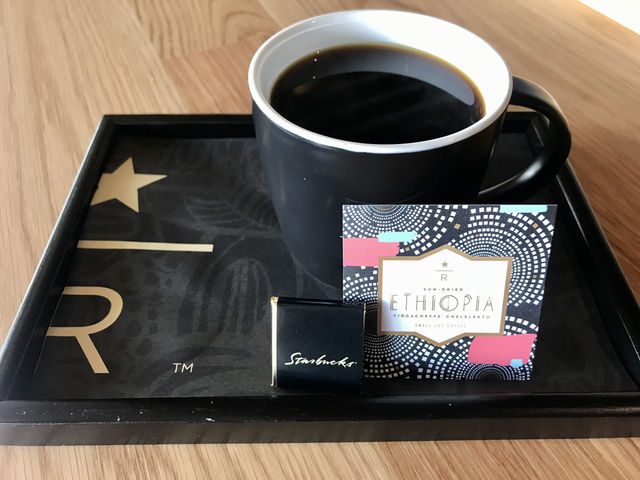 R
TM
Starbucks
R
SUN-DRIED
ETHIOPIA
YIRGACHEFFE CHELELEKTU
SMALL-LOT COFFEE